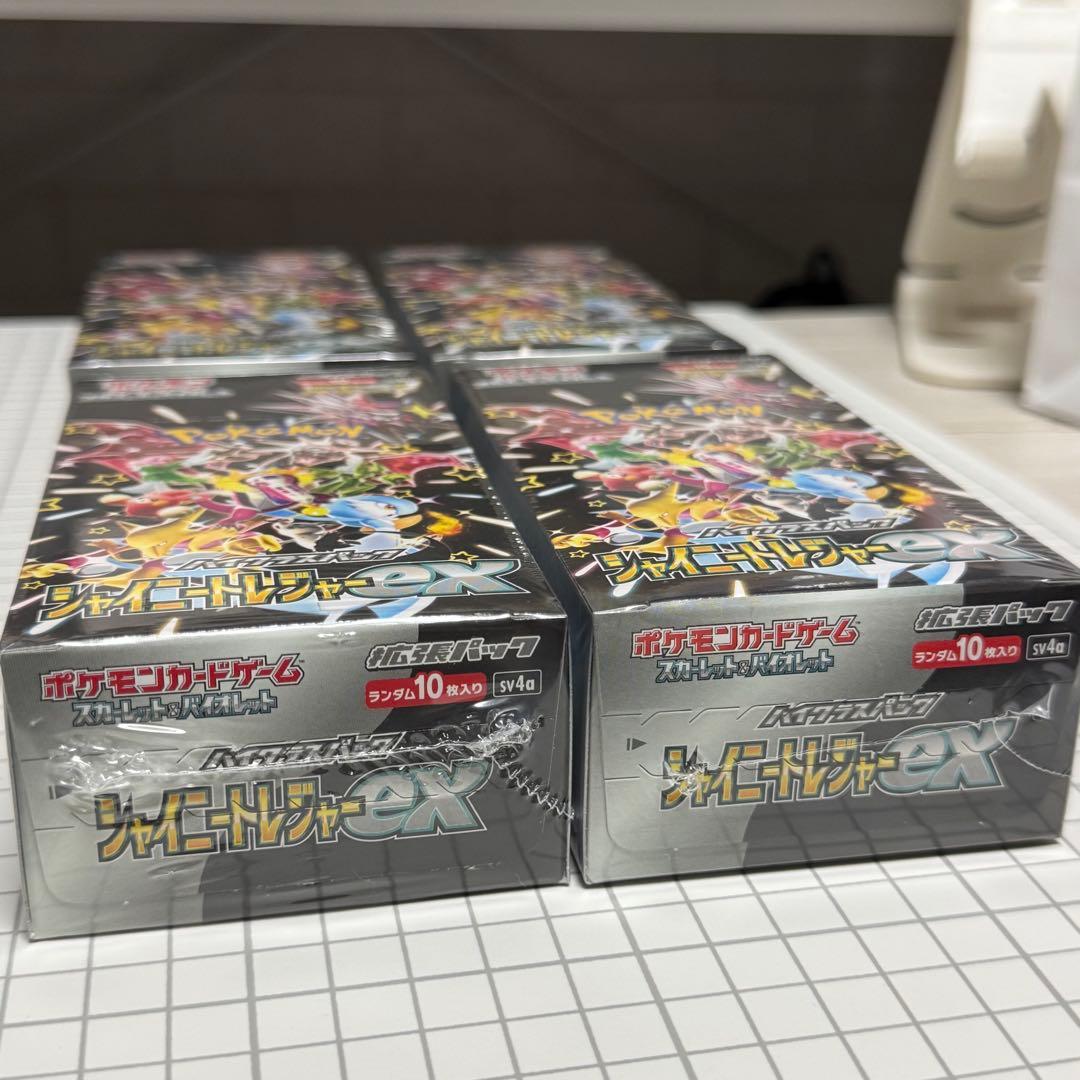 POKÉMON
ハイクラスパック
シャイニートレジャーex
ポケモンカードゲーム
スカーレット&バイオレット
拡張パック
ランダム10枚入り
sv4a
ハイクラスパック
シャイニートレジャーex
POKÉMON
ハイクラスパック
シャイニートレジャーex
ポケモンカードゲーム
スカーレット&バイオレット
拡張パック
ランダム10枚入り
sv4a
ハイクラスパック
シャイニートレジャーex